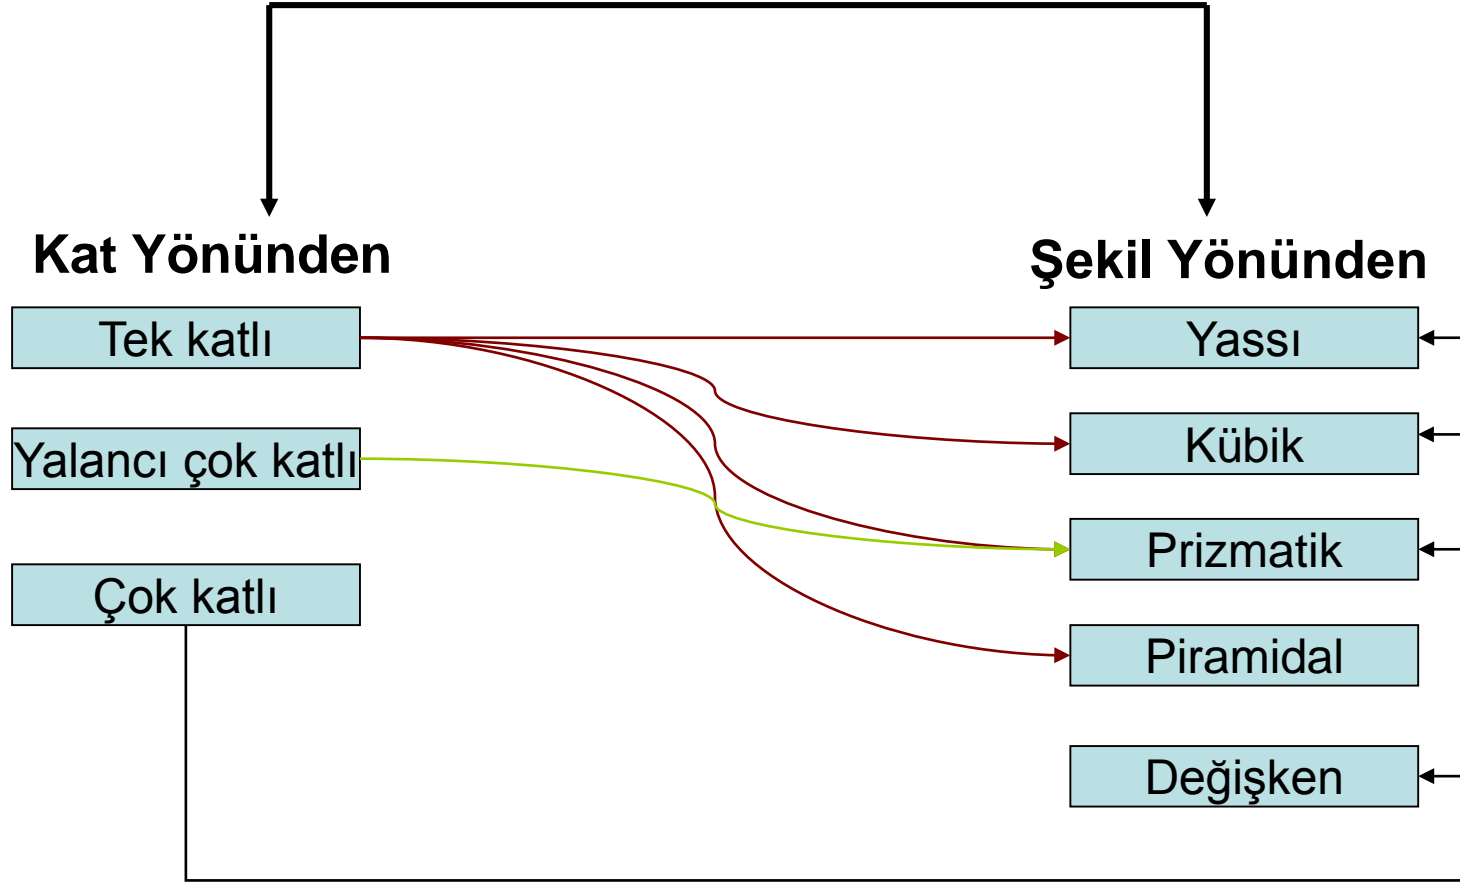 Kat Yönünden
Tek katlı
Yalancı çok katlı
Çok katlı
Şekil Yönünden
Yassı
Kübik
Prizmatik
Piramidal
Değişken